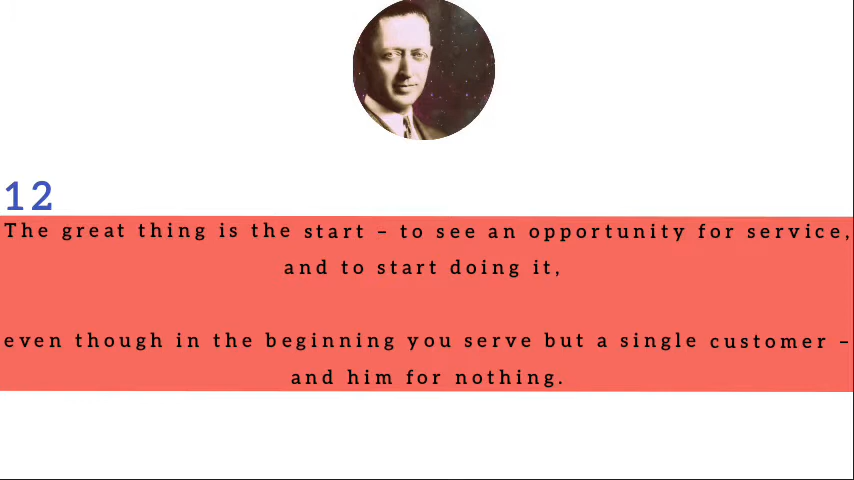 12
The great thing is the start – to see an opportunity for service,
and to start doing it,
even though in the beginning you serve but a single customer –
and him for nothing.